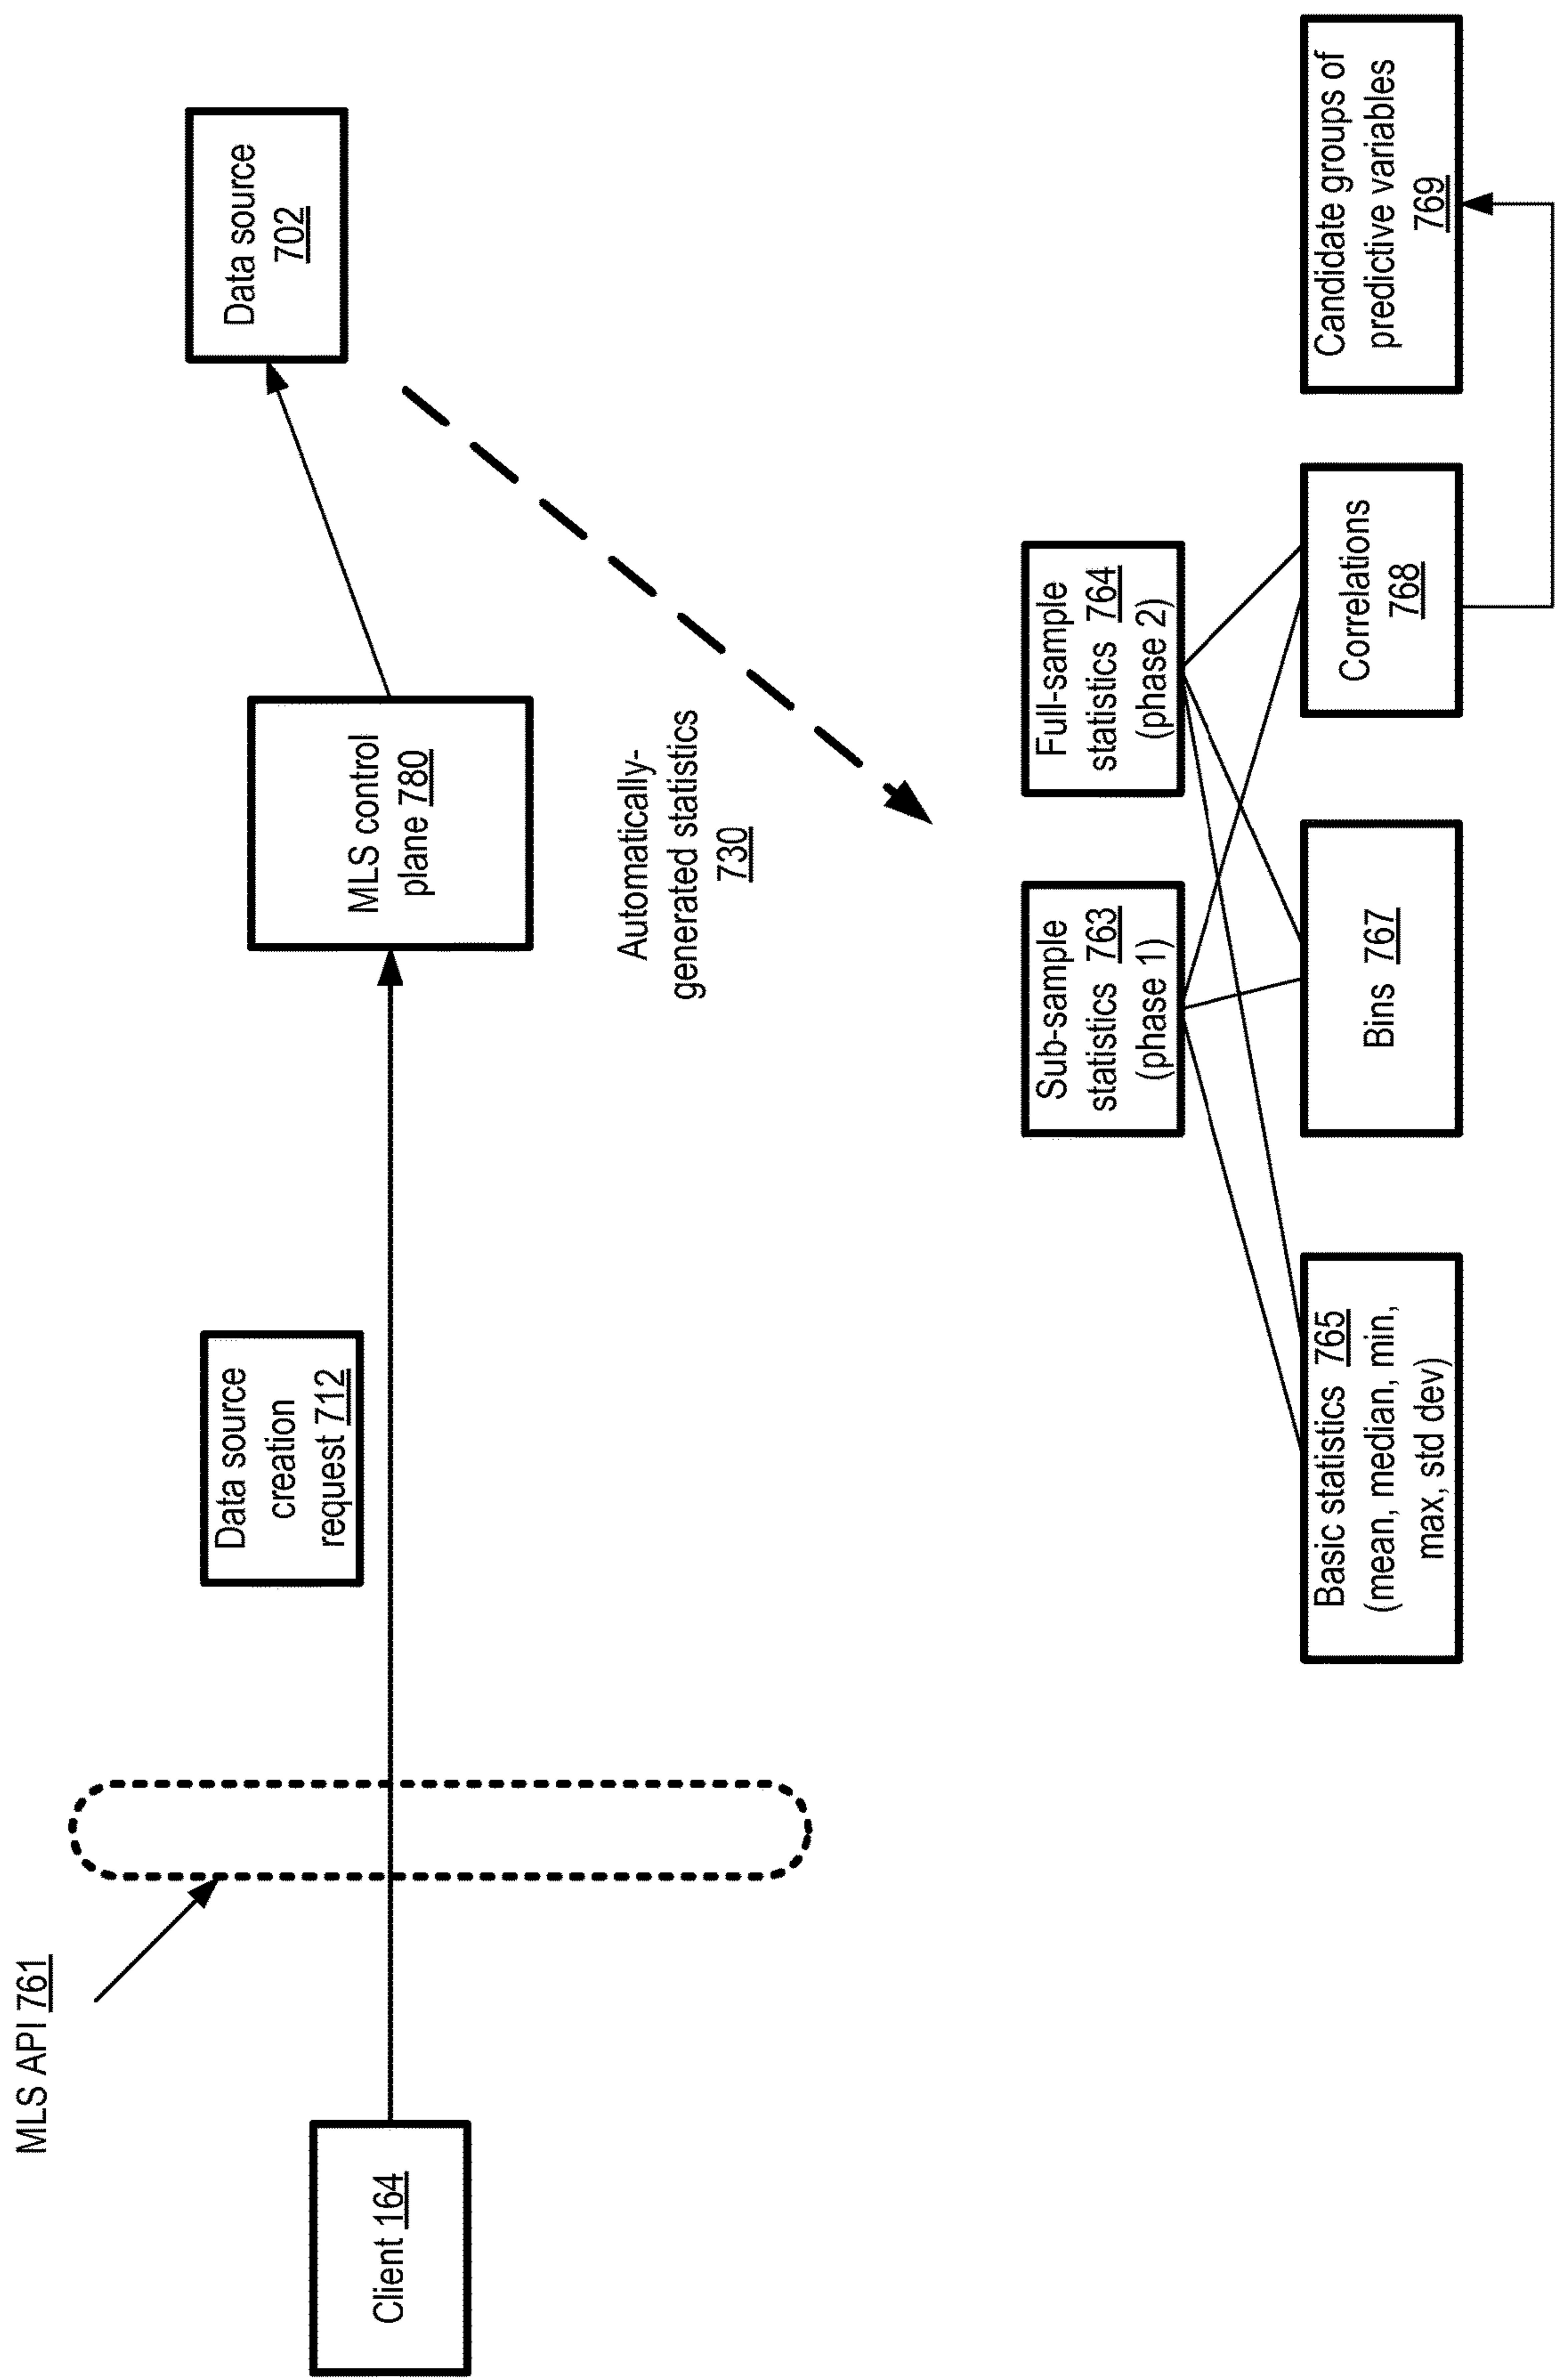 MLS API 761
Client 164
Data source
creation
request 712
MLS control
plane 780
Data source
702
Automatically-
generated statistics
730
Sub-sample
statistics 763
(phase 1)
Full-sample
statistics 764
(phase 2)
Basic statistics 765
(mean, median, min,
max, std dev)
Bins 767
Correlations
768
Candidate groups of
predictive variables
769